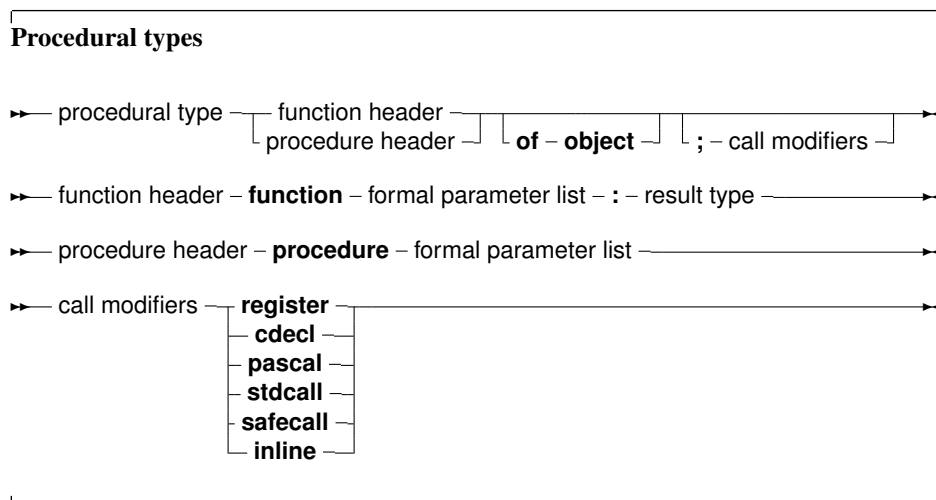 Procedural types
procedural type function header
procedure header of object ; call modifiers
function header function formal parameter list : result type
procedure header procedure formal parameter list
call modifiers register
cdecl
pascal
stdcall
safecall
inline